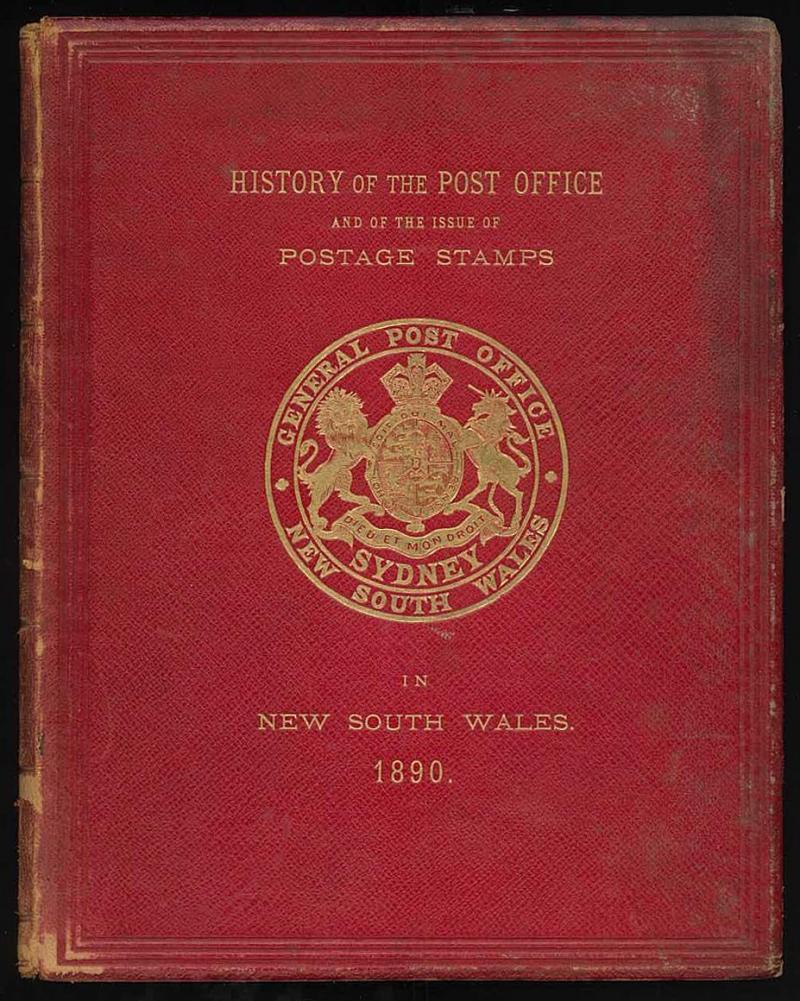 HISTORY OF THE POST OFFICE
AND OF THE ISSUE OF
POSTAGE STAMPS
GENERAL POST OFFICE
DIEU ET MON DROIT
SYDNEY
NEW SOUTH WALES
IN
NEW SOUTH WALES.
1890.